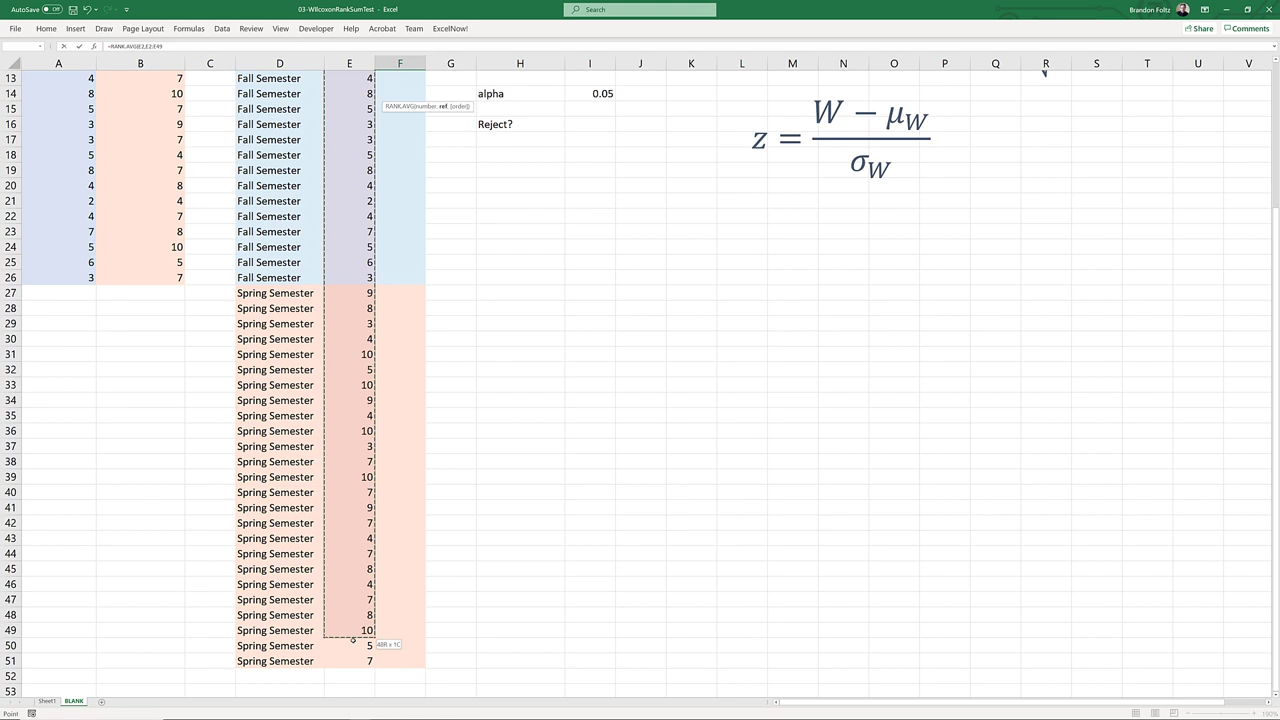 AutoSave Off 03-WilcoxonRankSumTest - Excel Search Brandon Foltz
File Home Insert Draw Page Layout Formulas Data Review View Developer Help Acrobat Team ExcelNow! Share Comments
=RANK.AVG(E2,E2:E49
A B C D E F G H I J K L M N O P Q R S T U V
13 4 7 Fall Semester 4
14 8 10 Fall Semester 8 alpha 0.05
RANK.AVG(number, ref, [order])
15 5 7 Fall Semester 5
16 3 9 Fall Semester 3 Reject?
17 3 7 Fall Semester 3
z = W − μW / σW
18 5 4 Fall Semester 5
19 8 7 Fall Semester 8
20 4 8 Fall Semester 4
21 2 4 Fall Semester 2
22 4 7 Fall Semester 4
23 7 8 Fall Semester 7
24 5 10 Fall Semester 5
25 6 5 Fall Semester 6
26 3 7 Fall Semester 3
27 Spring Semester 9
28 Spring Semester 8
29 Spring Semester 3
30 Spring Semester 4
31 Spring Semester 10
32 Spring Semester 5
33 Spring Semester 10
34 Spring Semester 9
35 Spring Semester 4
36 Spring Semester 10
37 Spring Semester 3
38 Spring Semester 7
39 Spring Semester 10
40 Spring Semester 7
41 Spring Semester 9
42 Spring Semester 7
43 Spring Semester 4
44 Spring Semester 7
45 Spring Semester 8
46 Spring Semester 4
47 Spring Semester 7
48 Spring Semester 8
49 Spring Semester 10
50 Spring Semester 5 48R x 1C
51 Spring Semester 7
52
53
Sheet1 BLANK
Point 190%